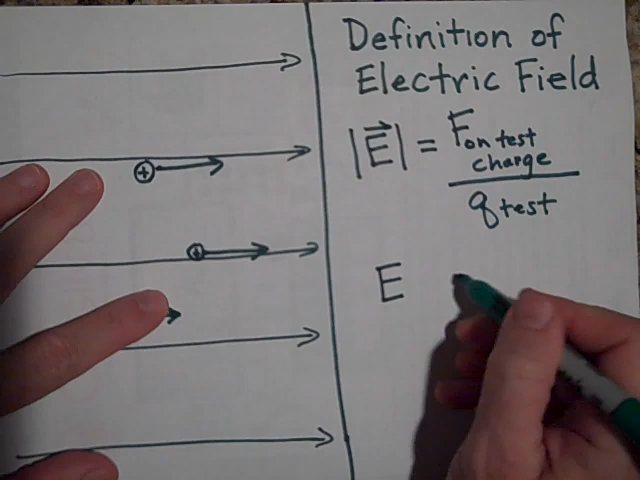 Definition of
Electric Field
|E⃗| = F on test
charge
q test
E
+
+